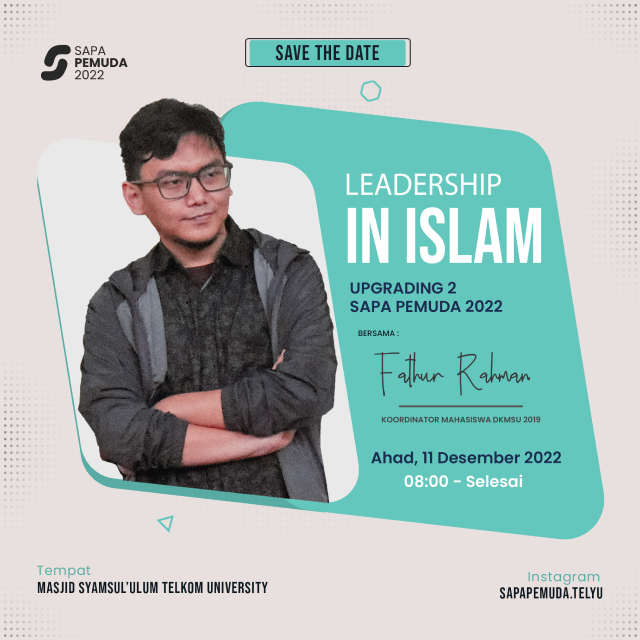 SAPA
PEMUDA
2022
SAVE THE DATE
LEADERSHIP
IN ISLAM
UPGRADING 2
SAPA PEMUDA 2022
BERSAMA :
Fathur Rahman
KOORDINATOR MAHASISWA DKMSU 2019
Ahad, 11 Desember 2022
08:00 - Selesai
Tempat
MASJID SYAMSUL'ULUM TELKOM UNIVERSITY
Instagram
SAPAPEMUDA.TELYU